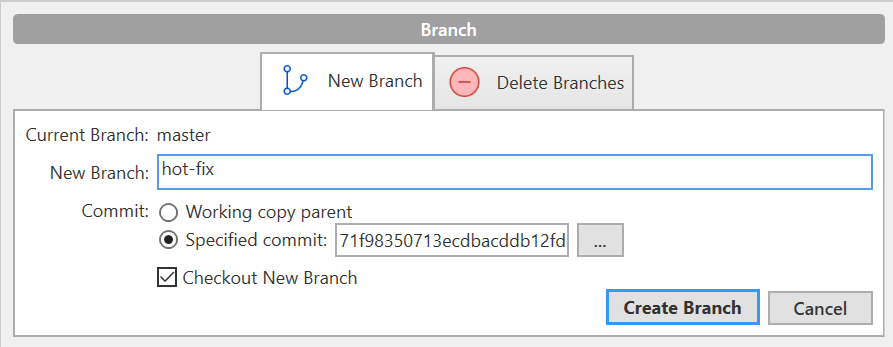 Branch
New Branch
Delete Branches
Current Branch: master
New Branch: hot-fix
Commit: Working copy parent
Specified commit: 71f98350713ecdbacddb12fd ...
Checkout New Branch
Create Branch Cancel